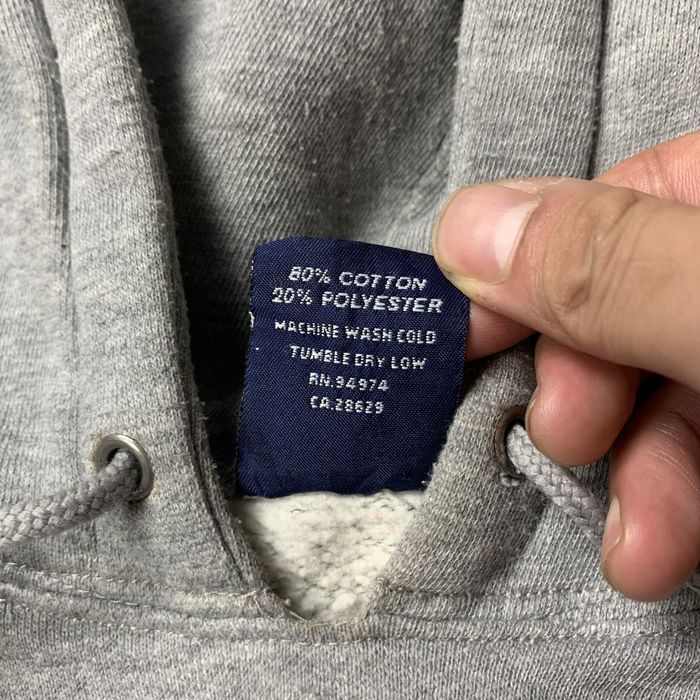 80% COTTON
20% POLYESTER
MACHINE WASH COLD
TUMBLE DRY LOW
RN.94974
CA.28629